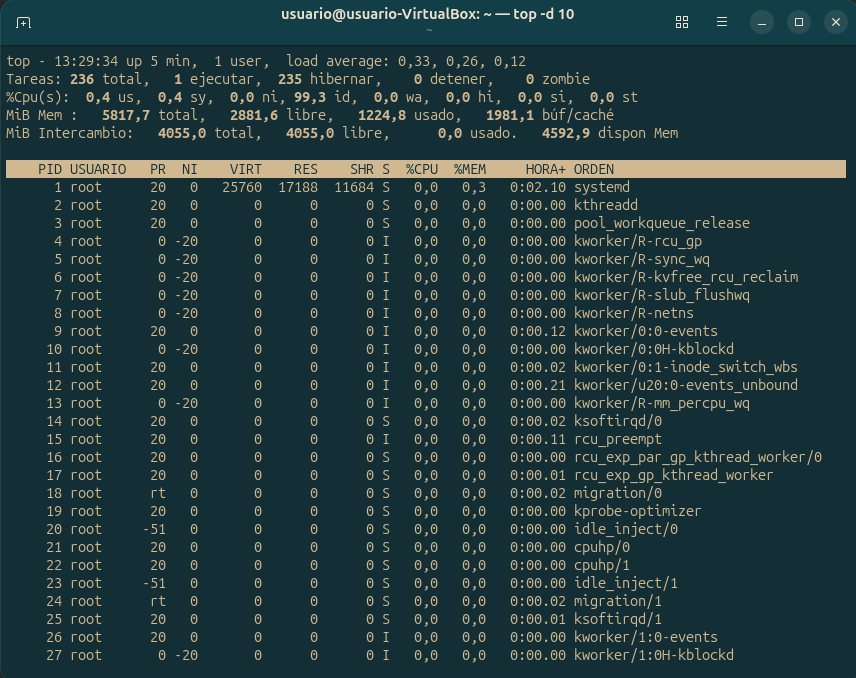 usuario@usuario-VirtualBox: ~ — top -d 10
~
top - 13:29:34 up 5 min,  1 user,  load average: 0,33, 0,26, 0,12
Tareas: 236 total,   1 ejecutar, 235 hibernar,    0 detener,    0 zombie
%Cpu(s):  0,4 us,  0,4 sy,  0,0 ni, 99,3 id,  0,0 wa,  0,0 hi,  0,0 si,  0,0 st
MiB Mem :   5817,7 total,   2881,6 libre,   1224,8 usado,   1981,1 búf/caché
MiB Intercambio:   4055,0 total,   4055,0 libre,      0,0 usado.   4592,9 dispon Mem
PID USUARIO   PR  NI    VIRT    RES    SHR S  %CPU  %MEM     HORA+ ORDEN
1 root      20   0   25760  17188  11684 S   0,0   0,3   0:02.10 systemd
2 root      20   0       0      0      0 S   0,0   0,0   0:00.00 kthreadd
3 root      20   0       0      0      0 S   0,0   0,0   0:00.00 pool_workqueue_release
4 root       0 -20       0      0      0 I   0,0   0,0   0:00.00 kworker/R-rcu_gp
5 root       0 -20       0      0      0 I   0,0   0,0   0:00.00 kworker/R-sync_wq
6 root       0 -20       0      0      0 I   0,0   0,0   0:00.00 kworker/R-kvfree_rcu_reclaim
7 root       0 -20       0      0      0 I   0,0   0,0   0:00.00 kworker/R-slub_flushwq
8 root       0 -20       0      0      0 I   0,0   0,0   0:00.00 kworker/R-netns
9 root      20   0       0      0      0 I   0,0   0,0   0:00.12 kworker/0:0-events
10 root       0 -20       0      0      0 I   0,0   0,0   0:00.00 kworker/0:0H-kblockd
11 root      20   0       0      0      0 I   0,0   0,0   0:00.02 kworker/0:1-inode_switch_wbs
12 root      20   0       0      0      0 I   0,0   0,0   0:00.21 kworker/u20:0-events_unbound
13 root       0 -20       0      0      0 I   0,0   0,0   0:00.00 kworker/R-mm_percpu_wq
14 root      20   0       0      0      0 S   0,0   0,0   0:00.02 ksoftirqd/0
15 root      20   0       0      0      0 I   0,0   0,0   0:00.11 rcu_preempt
16 root      20   0       0      0      0 S   0,0   0,0   0:00.00 rcu_exp_par_gp_kthread_worker/0
17 root      20   0       0      0      0 S   0,0   0,0   0:00.01 rcu_exp_gp_kthread_worker
18 root      rt   0       0      0      0 S   0,0   0,0   0:00.02 migration/0
19 root      20   0       0      0      0 S   0,0   0,0   0:00.00 kprobe-optimizer
20 root     -51   0       0      0      0 S   0,0   0,0   0:00.00 idle_inject/0
21 root      20   0       0      0      0 S   0,0   0,0   0:00.00 cpuhp/0
22 root      20   0       0      0      0 S   0,0   0,0   0:00.00 cpuhp/1
23 root     -51   0       0      0      0 S   0,0   0,0   0:00.00 idle_inject/1
24 root      rt   0       0      0      0 S   0,0   0,0   0:00.02 migration/1
25 root      20   0       0      0      0 S   0,0   0,0   0:00.01 ksoftirqd/1
26 root      20   0       0      0      0 I   0,0   0,0   0:00.00 kworker/1:0-events
27 root       0 -20       0      0      0 I   0,0   0,0   0:00.00 kworker/1:0H-kblockd